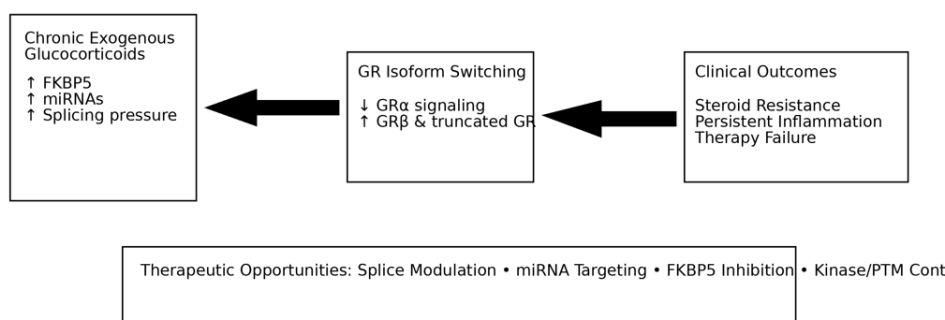 Chronic Exogenous
Glucocorticoids
↑ FKBP5
↑ miRNAs
↑ Splicing pressure
GR Isoform Switching
↓ GRα signaling
↑ GRβ & truncated GR
Clinical Outcomes
Steroid Resistance
Persistent Inflammation
Therapy Failure
Therapeutic Opportunities: Splice Modulation • miRNA Targeting • FKBP5 Inhibition • Kinase/PTM Cont